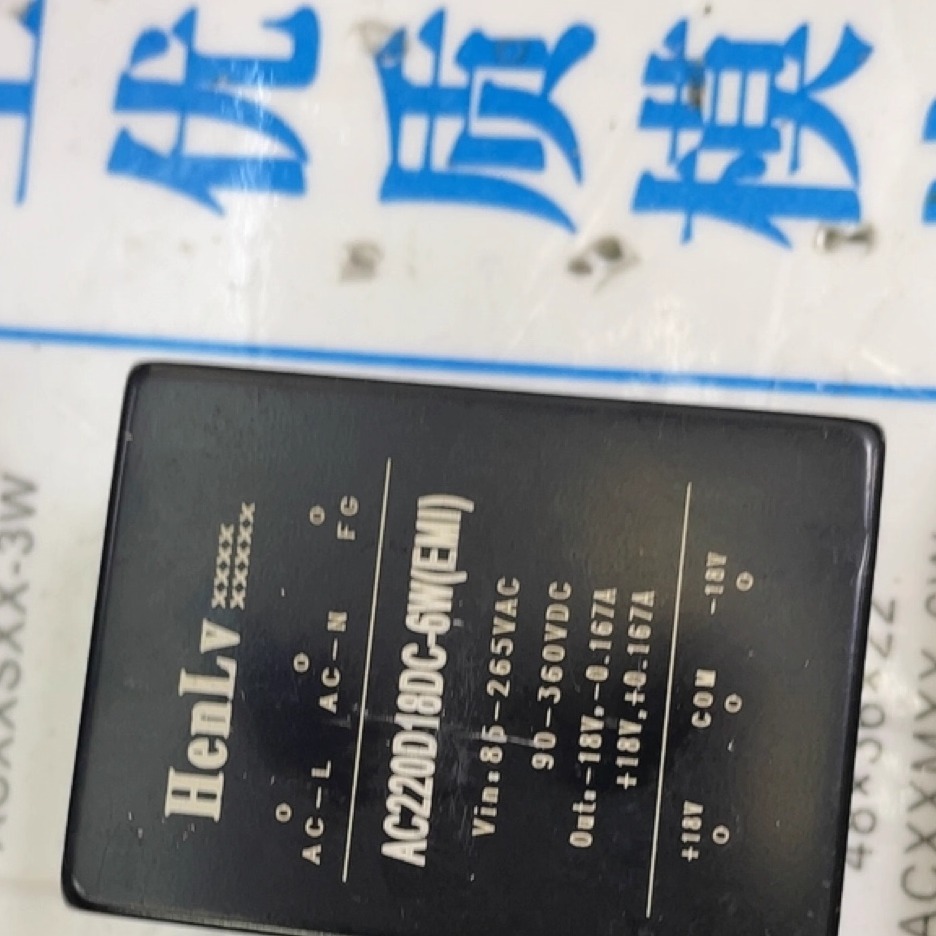 优质模
HenLv
xxxx
xxxxx
AC-L AC-N FG
AC220D18DC-6W(EMI)
Vin:85-265VAC
90-360VDC
Out:-18V,-0.167A
+18V,+0.167A
+18V COM -18V
48x36x22